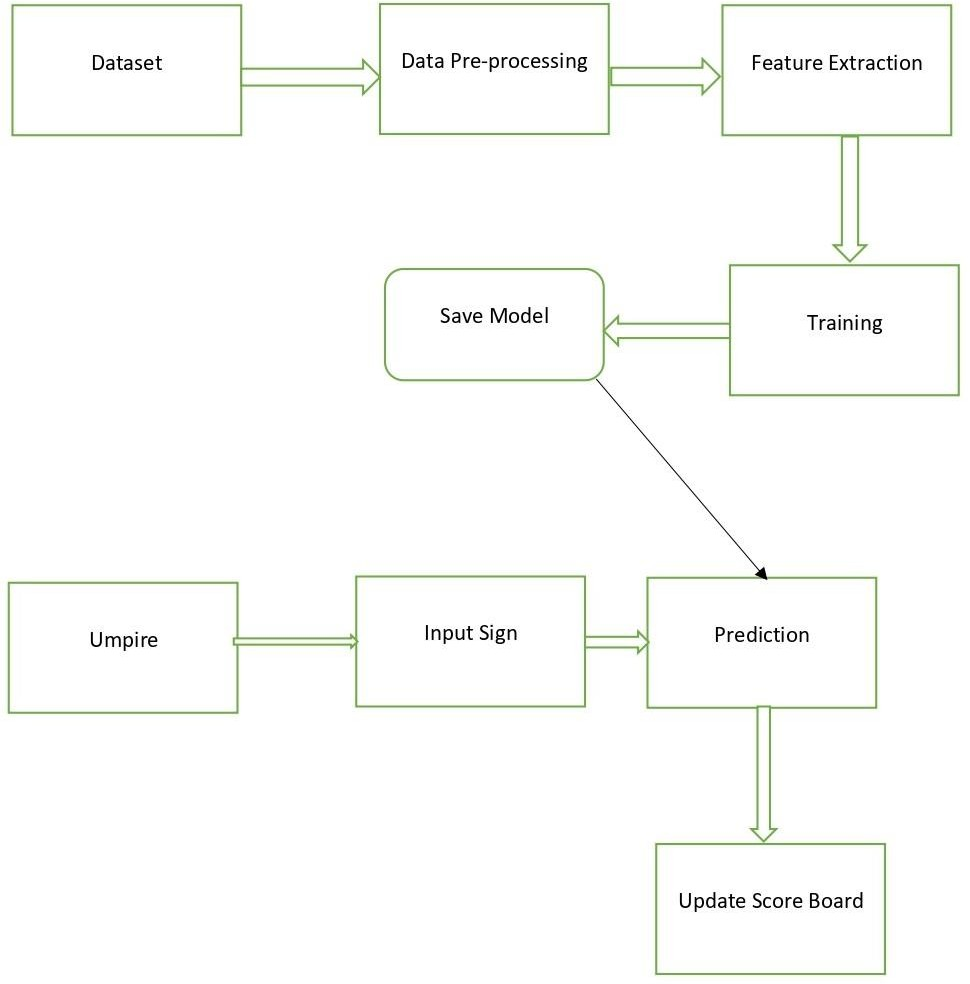 Dataset
Data Pre-processing
Feature Extraction
Save Model
Training
Umpire
Input Sign
Prediction
Update Score Board